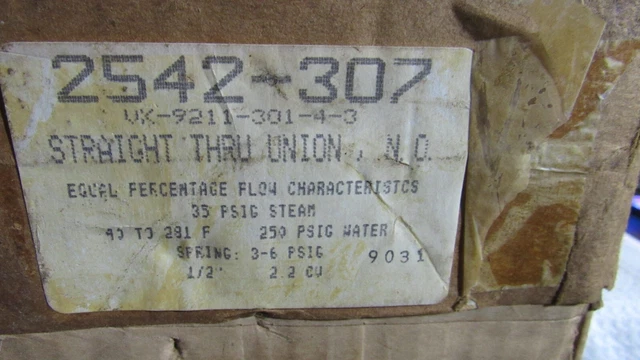 2542-307
VK-9211-301-4-3
STRAIGHT THRU UNION, N.O.
EQUAL PERCENTAGE FLOW CHARACTERISTCS
35 PSIG STEAM
40 TO 281 F 250 PSIG WATER
SPRING: 3-6 PSIG 9031
1/2" 2.2 CV